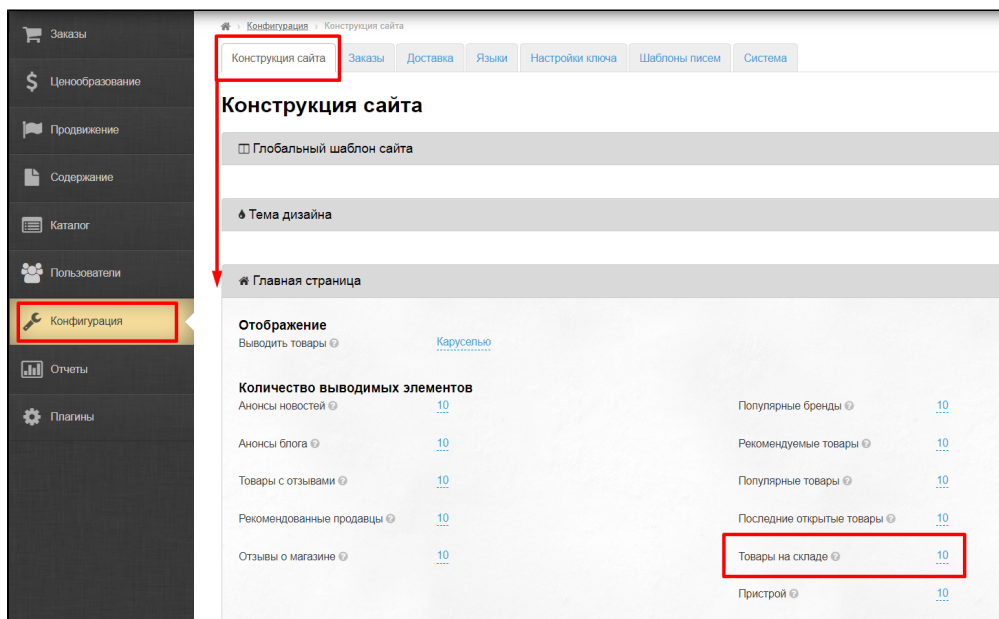 Заказы
Ценообразование
Продвижение
Содержание
Каталог
Пользователи
Конфигурация
Отчеты
Плагины
Конфигурация › Конструкция сайта
Конструкция сайта Заказы Доставка Языки Настройки ключа Шаблоны писем Система
Конструкция сайта
Глобальный шаблон сайта
Тема дизайна
Главная страница
Отображение
Выводить товары Каруселью
Количество выводимых элементов
Анонсы новостей 10 Популярные бренды 10
Анонсы блога 10 Рекомендуемые товары 10
Товары с отзывами 10 Популярные товары 10
Рекомендованные продавцы 10 Последние открытые товары 10
Отзывы о магазине 10 Товары на складе 10
Пристрой 10